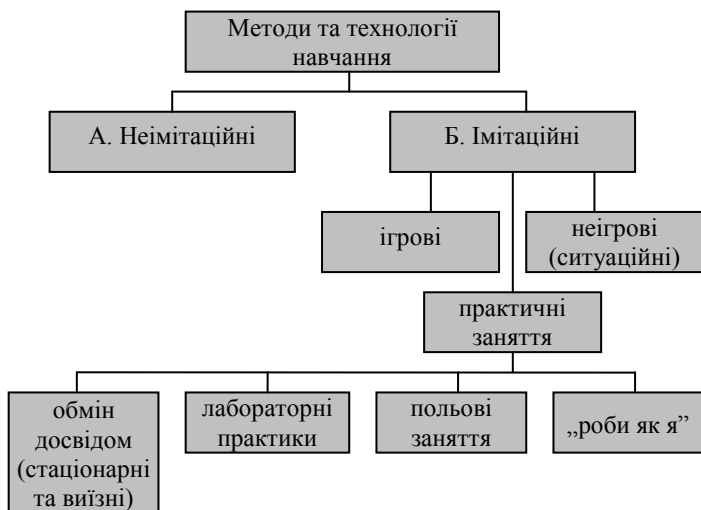 Методи та технології
навчання
А. Неімітаційні
Б. Імітаційні
ігрові
неігрові
(ситуаційні)
практичні
заняття
обмін
досвідом
(стаціонарні
та виїзні)
лабораторні
практики
польові
заняття
„роби як я”